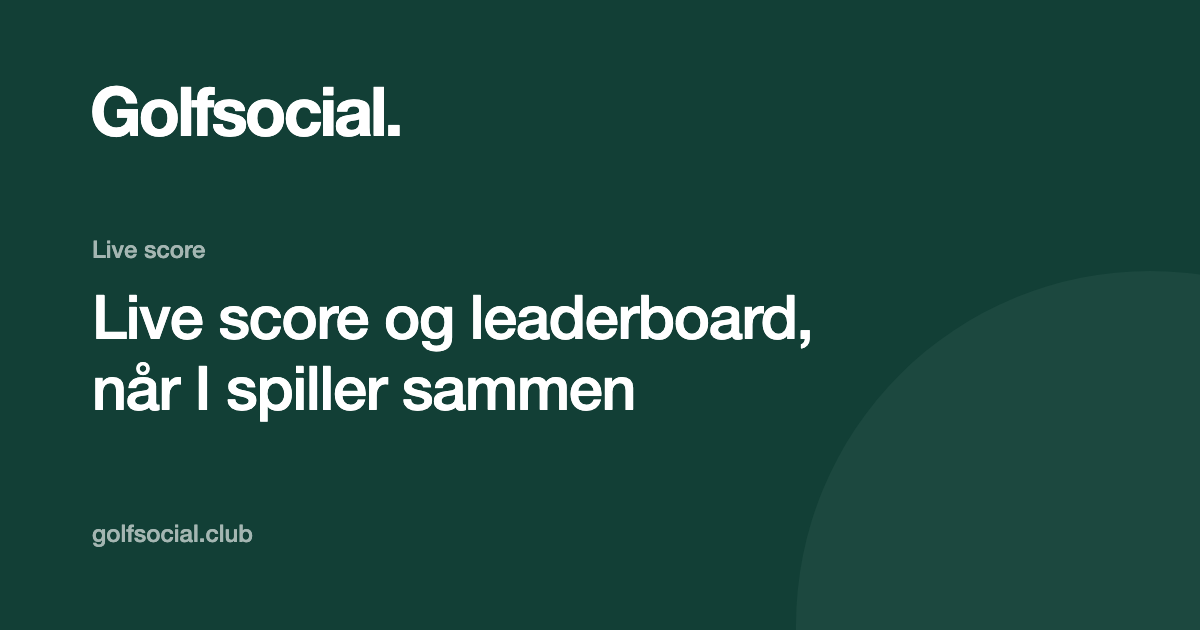 Golfsocial.
Live score
Live score og leaderboard,
når I spiller sammen
golfsocial.club